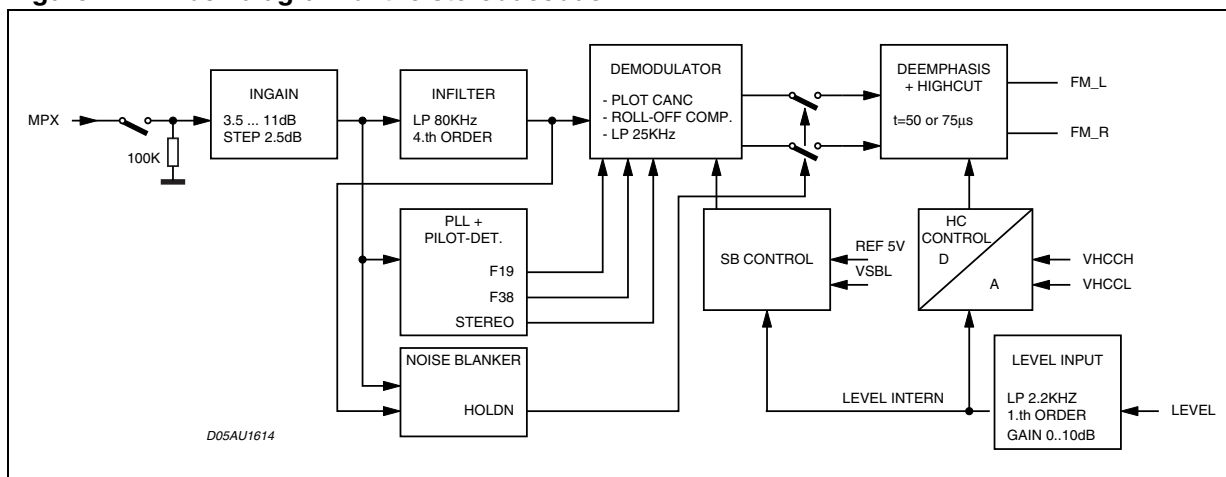 MPX
100K
INGAIN
3.5 ... 11dB
STEP 2.5dB
INFILTER
LP 80KHz
4.th ORDER
DEMODULATOR
- PLOT CANC
- ROLL-OFF COMP.
- LP 25KHz
DEEMPHASIS
+ HIGHCUT
t=50 or 75μs
FM_L
FM_R
PLL +
PILOT-DET.
F19
F38
STEREO
SB CONTROL
REF 5V
VSBL
HC
CONTROL
D
A
VHCCH
VHCCL
NOISE BLANKER
HOLDN
LEVEL INTERN
LEVEL INPUT
LP 2.2KHZ
1.th ORDER
GAIN 0..10dB
LEVEL
D05AU1614